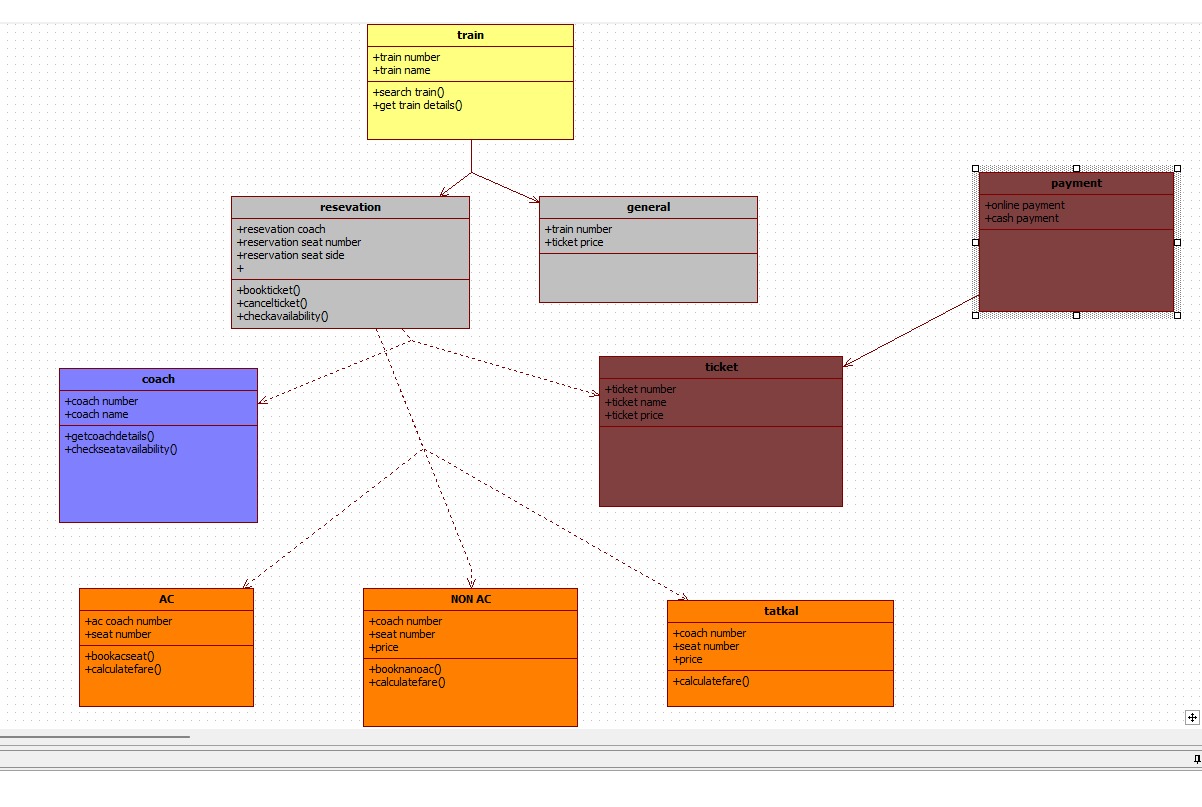 train
+train number
+train name
+search train()
+get train details()
resevation
+resevation coach
+reservation seat number
+reservation seat side
+
+bookticket()
+cancelticket()
+checkavailability()
general
+train number
+ticket price
payment
+online payment
+cash payment
coach
+coach number
+coach name
+getcoachdetails()
+checkseatavailability()
ticket
+ticket number
+ticket name
+ticket price
AC
+ac coach number
+seat number
+bookacseat()
+calculatefare()
NON AC
+coach number
+seat number
+price
+booknanoac()
+calculatefare()
tatkal
+coach number
+seat number
+price
+calculatefare()